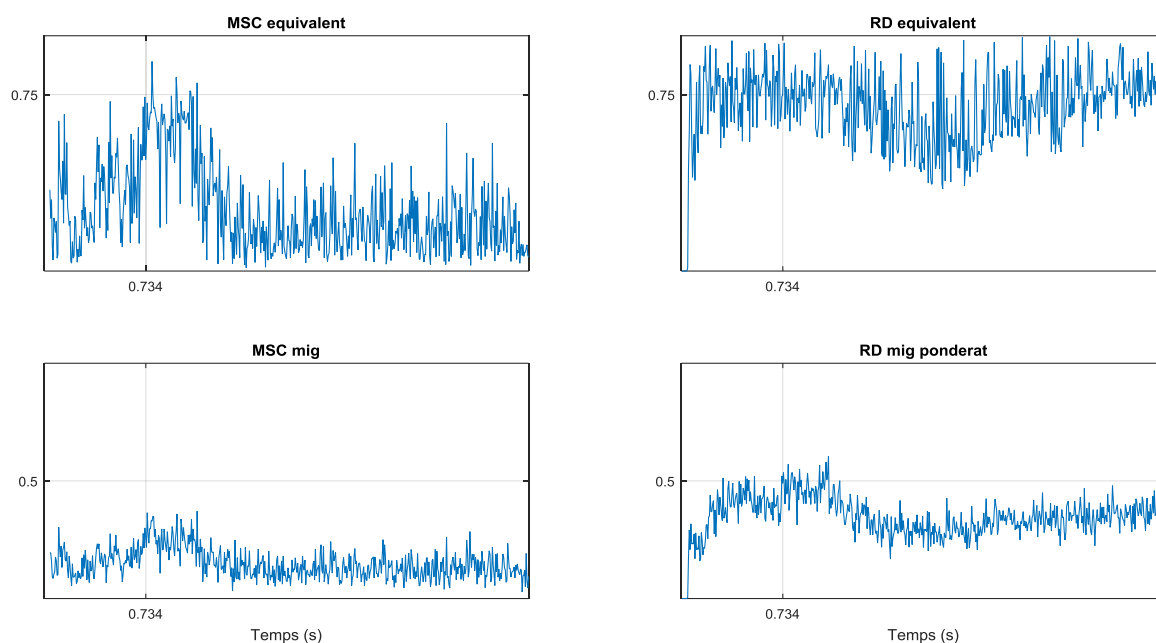 MSC equivalent
0.75
0.734
RD equivalent
0.75
0.734
MSC mig
0.5
0.734
Temps (s)
RD mig ponderat
0.5
0.734
Temps (s)